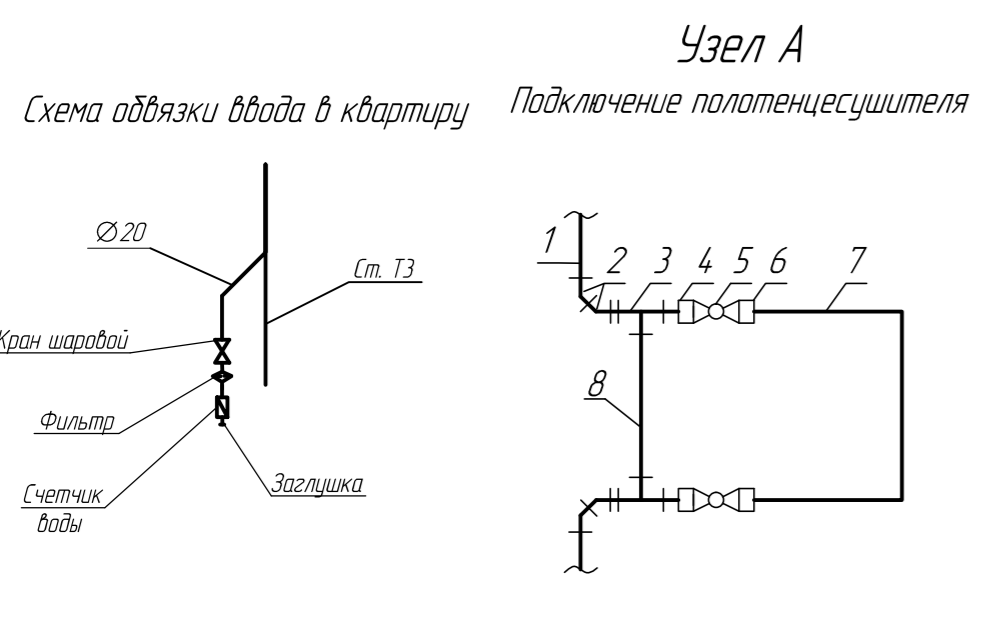 Узел А
Схема обвязки ввода в квартиру
Подключение полотенцесушителя
Ø20
Ст. Т3
Кран шаровой
Фильтр
Счетчик
воды
Заглушка
1
2
3
4
5
6
7
8